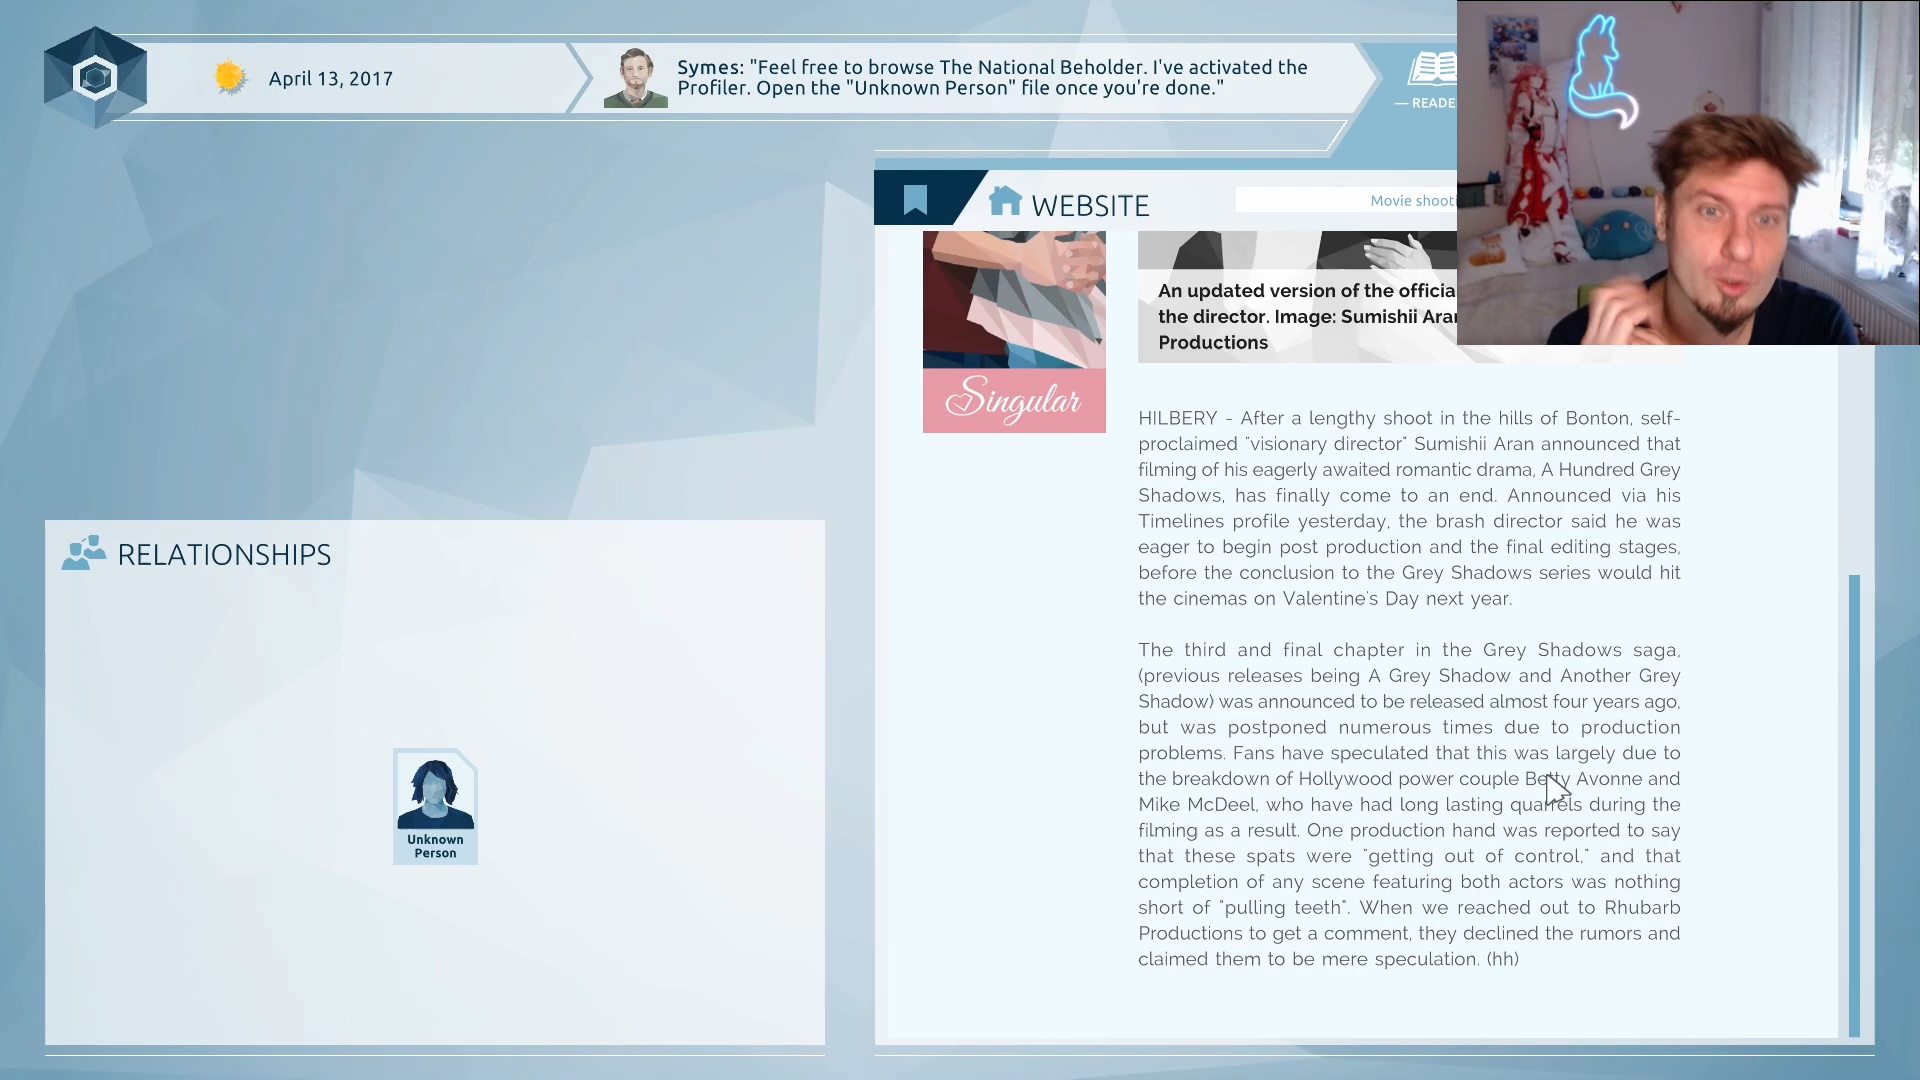 April 13, 2017
Symes: "Feel free to browse The National Beholder. I've activated the
Profiler. Open the "Unknown Person" file once you're done."
WEBSITE
An updated version of the officia
the director. Image: Sumishii Aran
Productions
Singular
HILBERY - After a lengthy shoot in the hills of Bonton, self-
proclaimed "visionary director" Sumishii Aran announced that
filming of his eagerly awaited romantic drama, A Hundred Grey
Shadows, has finally come to an end. Announced via his
Timelines profile yesterday, the brash director said he was
eager to begin post production and the final editing stages,
before the conclusion to the Grey Shadows series would hit
the cinemas on Valentine's Day next year.
The third and final chapter in the Grey Shadows saga,
(previous releases being A Grey Shadow and Another Grey
Shadow) was announced to be released almost four years ago,
but was postponed numerous times due to production
problems. Fans have speculated that this was largely due to
the breakdown of Hollywood power couple Betty Avonne and
Mike McDeel, who have had long lasting quarrels during the
filming as a result. One production hand was reported to say
that these spats were "getting out of control," and that
completion of any scene featuring both actors was nothing
short of "pulling teeth". When we reached out to Rhubarb
Productions to get a comment, they declined the rumors and
claimed them to be mere speculation. (hh)
RELATIONSHIPS
Unknown
Person